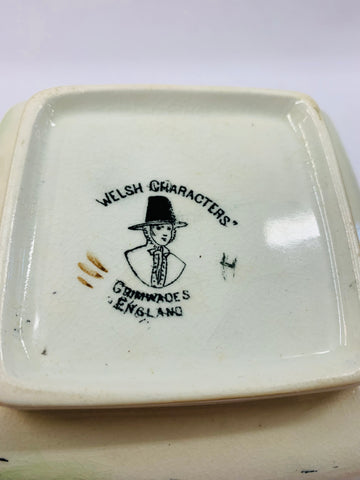 "WELSH CHARACTERS"
H
GRIMWADES
ENGLAND